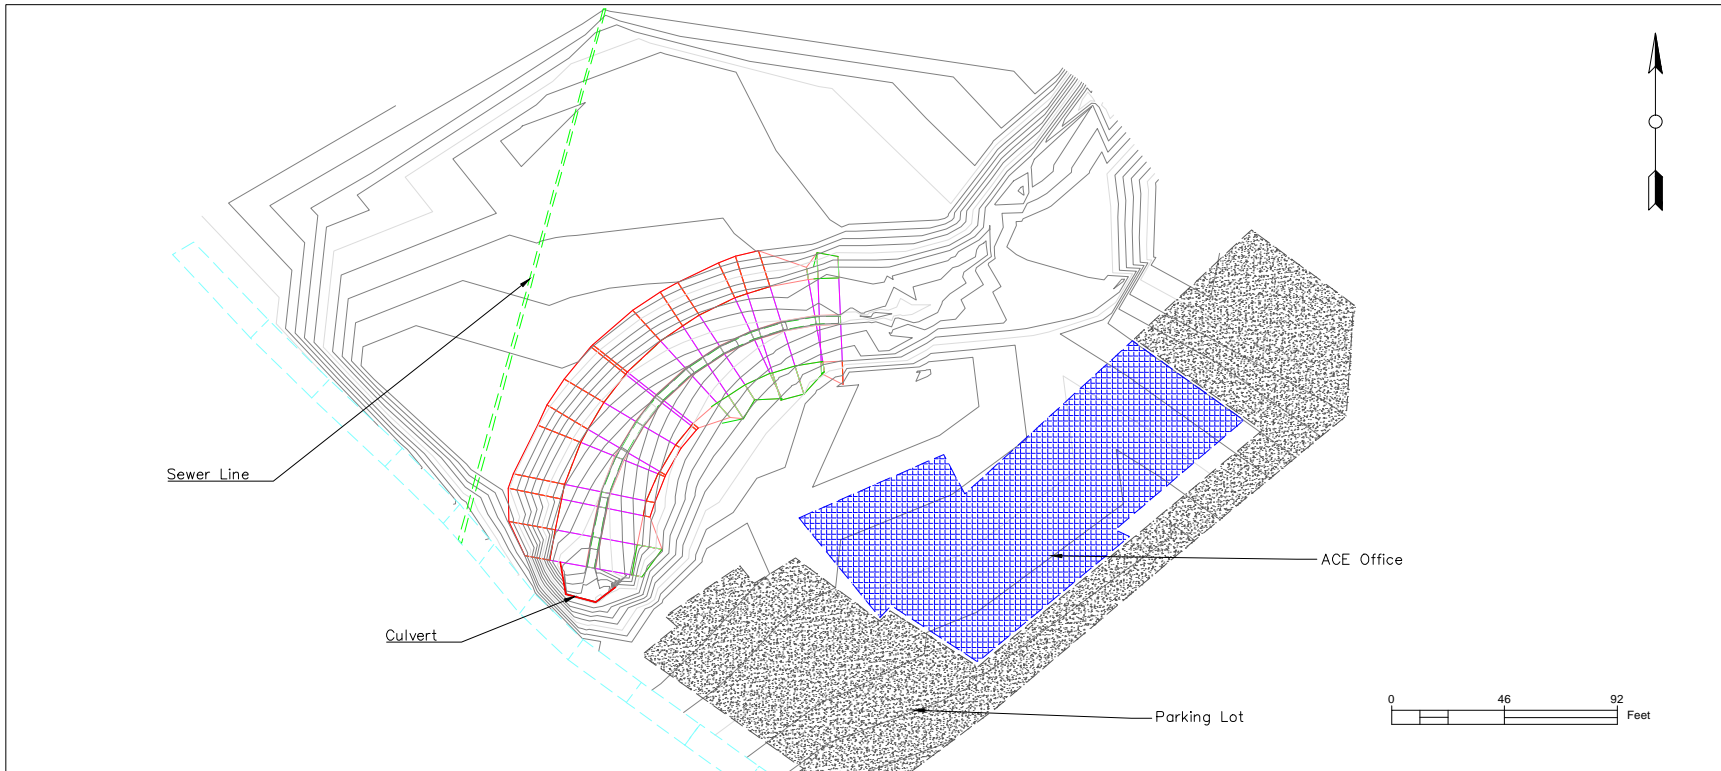 Sewer Line
ACE Office
Culvert
0 46 92
Feet
Parking Lot